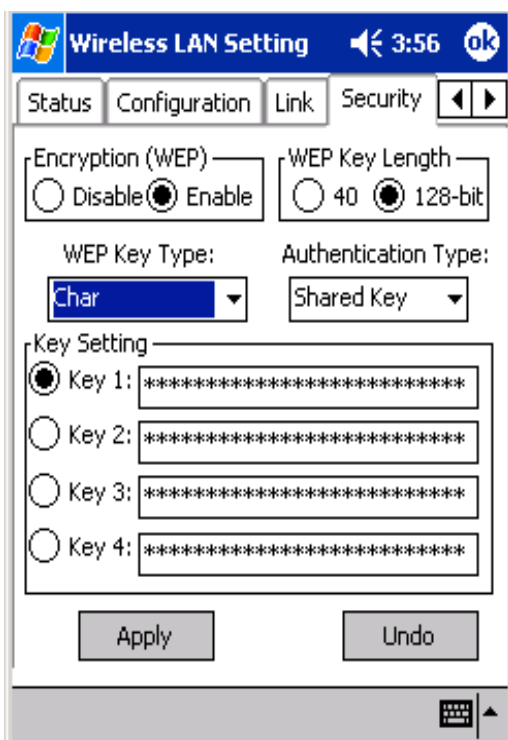 Wireless LAN Setting 3:56 ok
Status Configuration Link Security
Encryption (WEP) WEP Key Length
Disable Enable 40 128-bit
WEP Key Type: Authentication Type:
Char Shared Key
Key Setting
Key 1: **************************
Key 2: **************************
Key 3: **************************
Key 4: **************************
Apply Undo